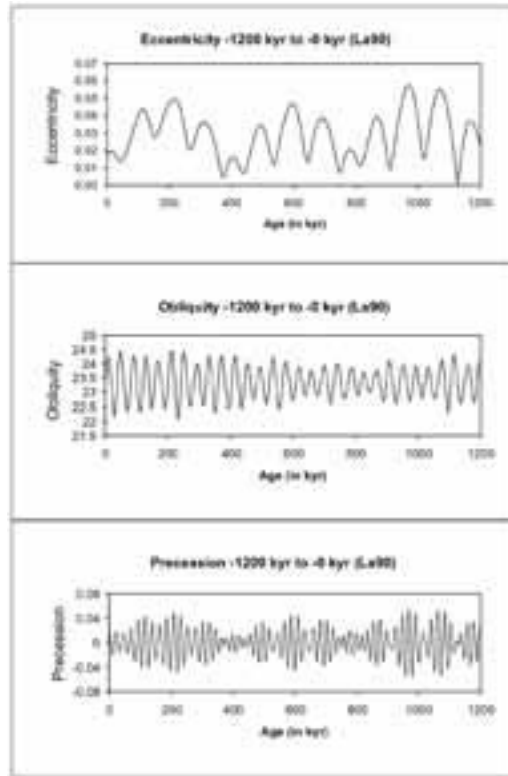 Eccentricity -1200 kyr to -0 kyr (La90)
Eccentricity
0.07
0.06
0.05
0.04
0.03
0.02
0.01
0.00
0 200 400 600 800 1000 1200
Age (in kyr)
Obliquity -1200 kyr to -0 kyr (La90)
Obliquity
25
24.5
24
23.5
23
22.5
22
21.5
0 200 400 600 800 1000 1200
Age (in kyr)
Precession -1200 kyr to -0 kyr (La90)
Precession
0.08
0.04
0
-0.04
-0.08
0 200 400 600 800 1000 1200
Age (in kyr)